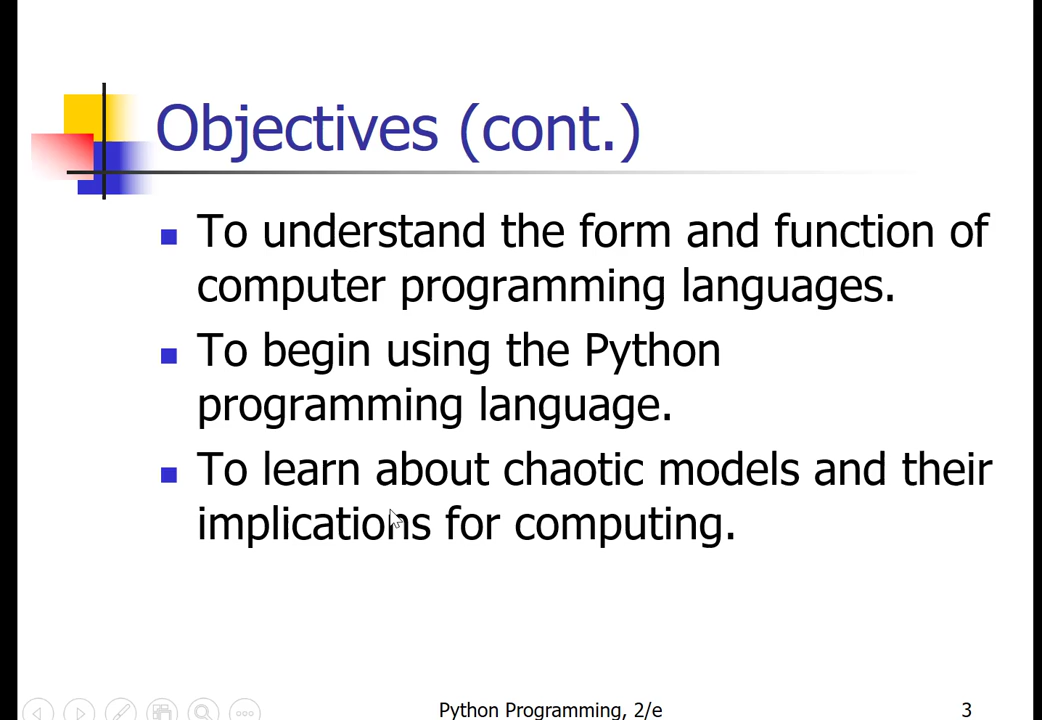 Objectives (cont.)
To understand the form and function of
computer programming languages.
To begin using the Python
programming language.
To learn about chaotic models and their
implications for computing.
Python Programming, 2/e
3